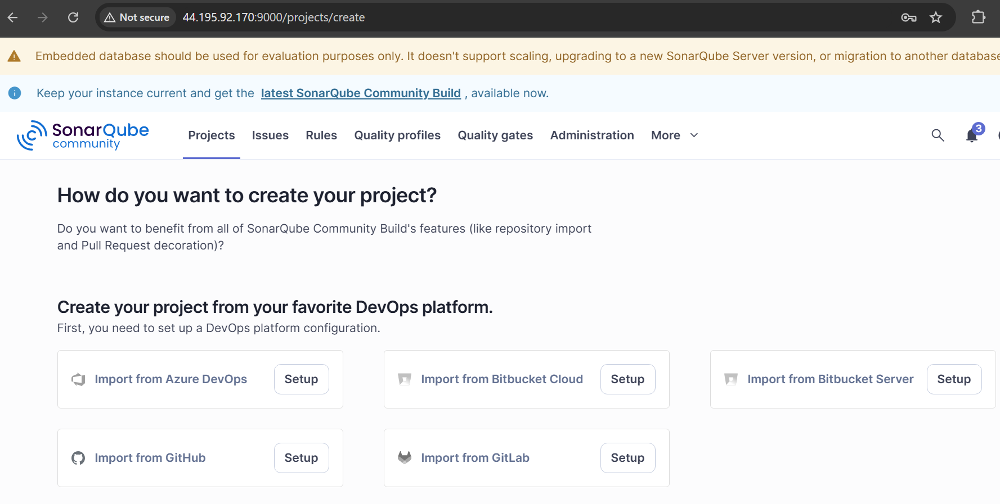 Not secure 44.195.92.170:9000/projects/create
Embedded database should be used for evaluation purposes only. It doesn't support scaling, upgrading to a new SonarQube Server version, or migration to another database
Keep your instance current and get the latest SonarQube Community Build , available now.
SonarQube community
Projects Issues Rules Quality profiles Quality gates Administration More 3
How do you want to create your project?
Do you want to benefit from all of SonarQube Community Build's features (like repository import
and Pull Request decoration)?
Create your project from your favorite DevOps platform.
First, you need to set up a DevOps platform configuration.
Import from Azure DevOps Setup Import from Bitbucket Cloud Setup Import from Bitbucket Server Setup
Import from GitHub Setup Import from GitLab Setup